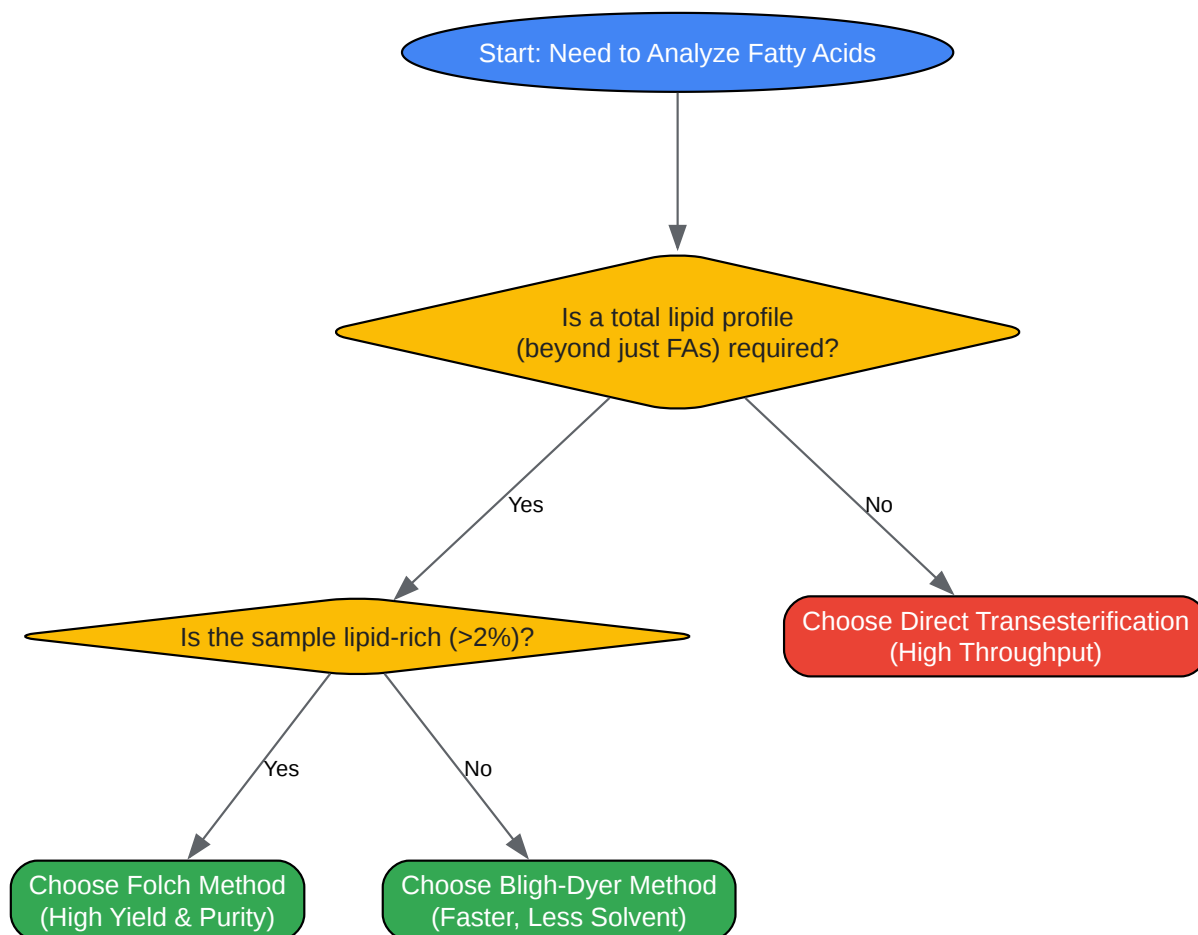 Start: Need to Analyze Fatty Acids
Is a total lipid profile
(beyond just FAs) required?
Yes
No
Is the sample lipid-rich (>2%)?
Choose Direct Transesterification
(High Throughput)
Yes
No
Choose Folch Method
(High Yield & Purity)
Choose Bligh-Dyer Method
(Faster, Less Solvent)